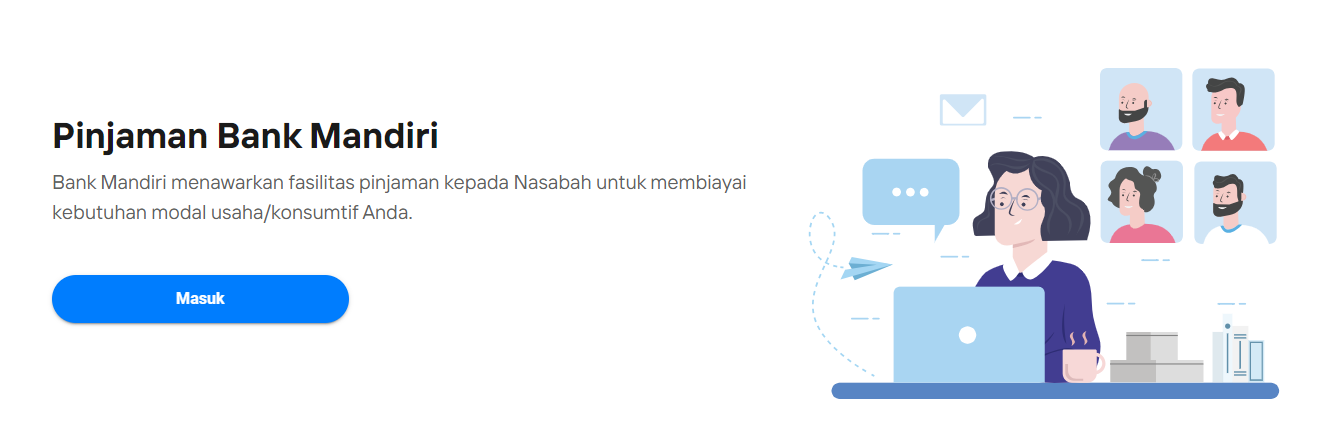 Pinjaman Bank Mandiri
Bank Mandiri menawarkan fasilitas pinjaman kepada Nasabah untuk membiayai
kebutuhan modal usaha/konsumtif Anda.
Masuk